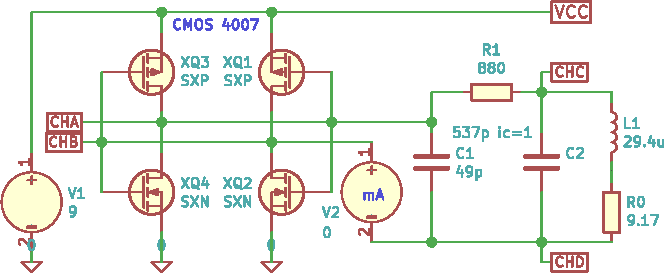 VCC
CMOS 4007
R1
880
XQ3
SXP
XQ1
SXP
CHC
CHA
CHB
537p ic=1
L1
29.4u
C1
49p
C2
1
+
V1
9
2
0
XQ4
SXN
XQ2
SXN
0
0
1
+
mA
V2
0
2
R0
9.17
CHD